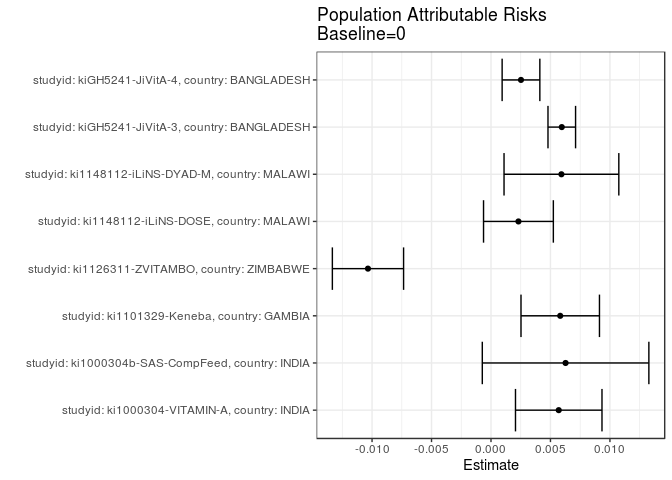 Population Attributable Risks
Baseline=0
studyid: kiGH5241-JiVitA-4, country: BANGLADESH
studyid: kiGH5241-JiVitA-3, country: BANGLADESH
studyid: ki1148112-iLiNS-DYAD-M, country: MALAWI
studyid: ki1148112-iLiNS-DOSE, country: MALAWI
studyid: ki1126311-ZVITAMBO, country: ZIMBABWE
studyid: ki1101329-Keneba, country: GAMBIA
studyid: ki1000304b-SAS-CompFeed, country: INDIA
studyid: ki1000304-VITAMIN-A, country: INDIA
-0.010 -0.005 0.000 0.005 0.010
Estimate